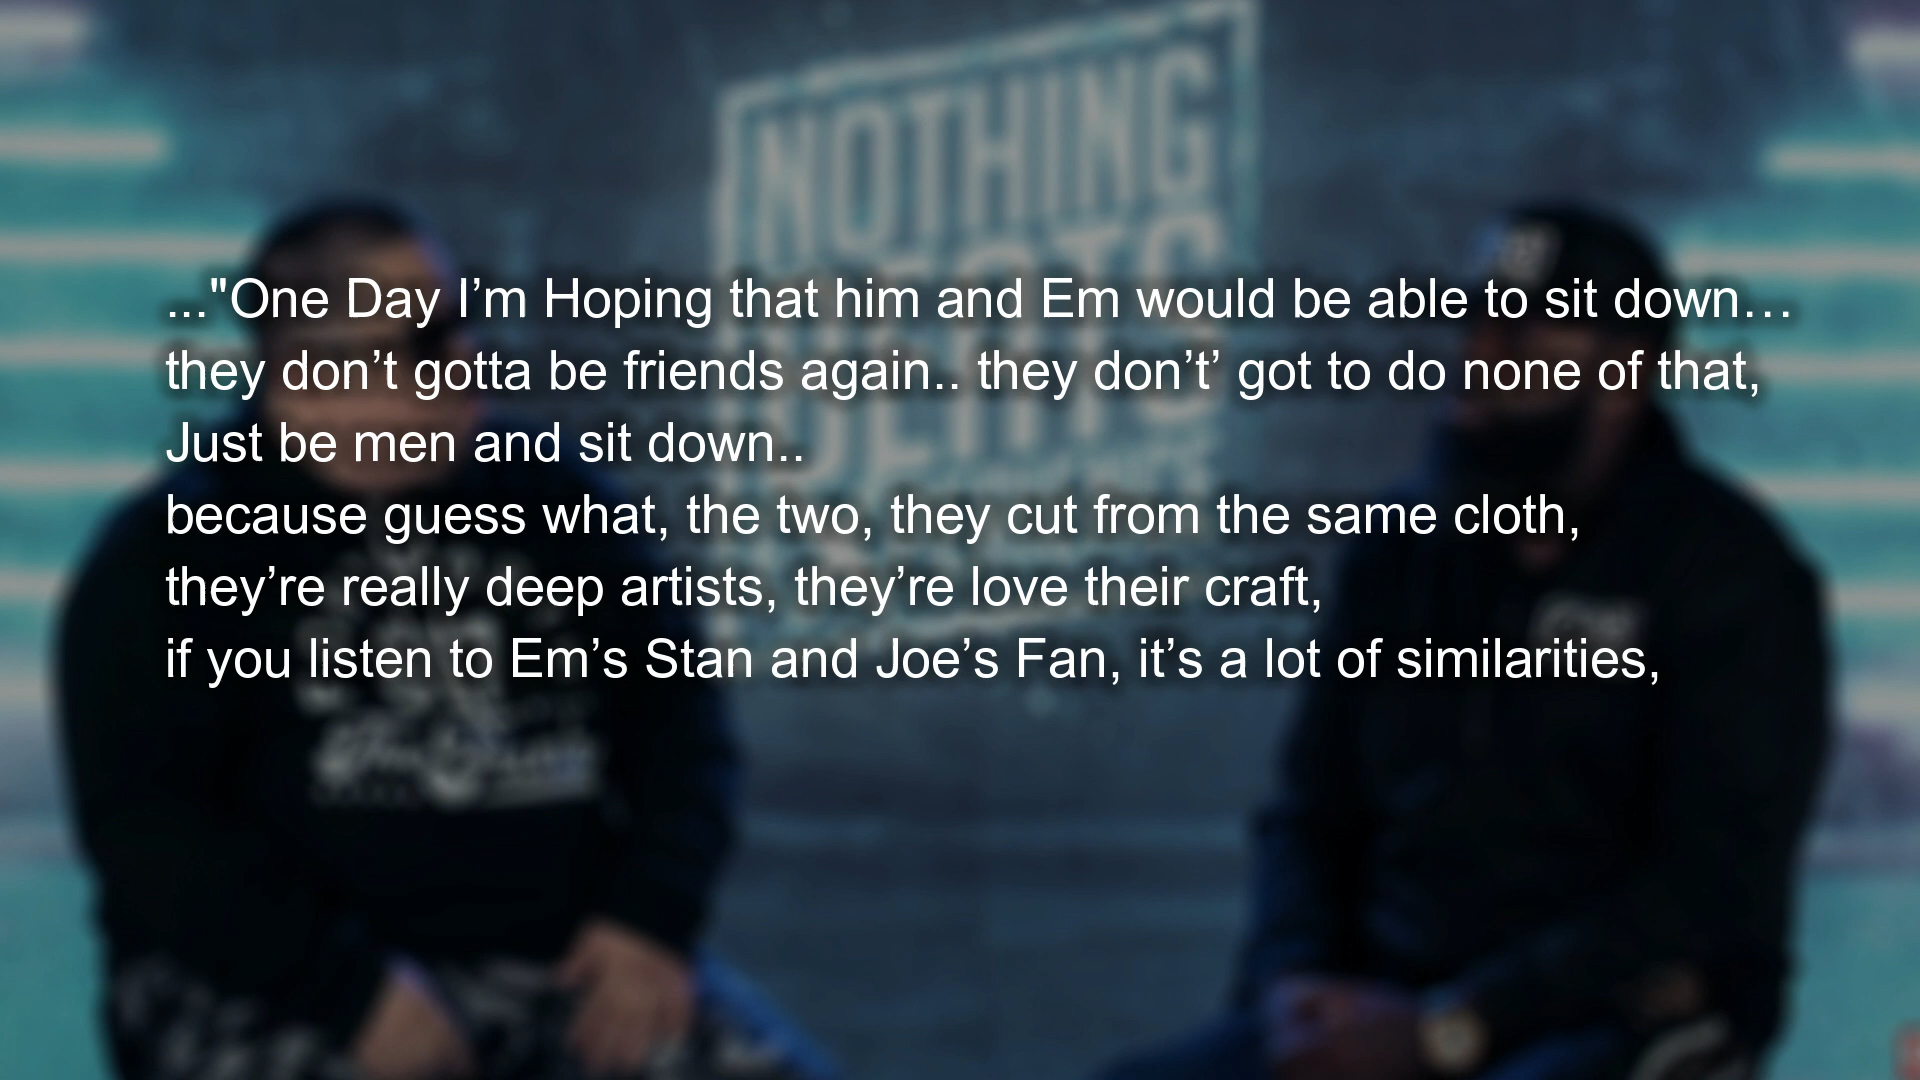 NOTHING
..."One Day I’m Hoping that him and Em would be able to sit down…
they don’t gotta be friends again.. they don’t’ got to do none of that,
Just be men and sit down..
because guess what, the two, they cut from the same cloth,
they’re really deep artists, they’re love their craft,
if you listen to Em’s Stan and Joe’s Fan, it’s a lot of similarities,